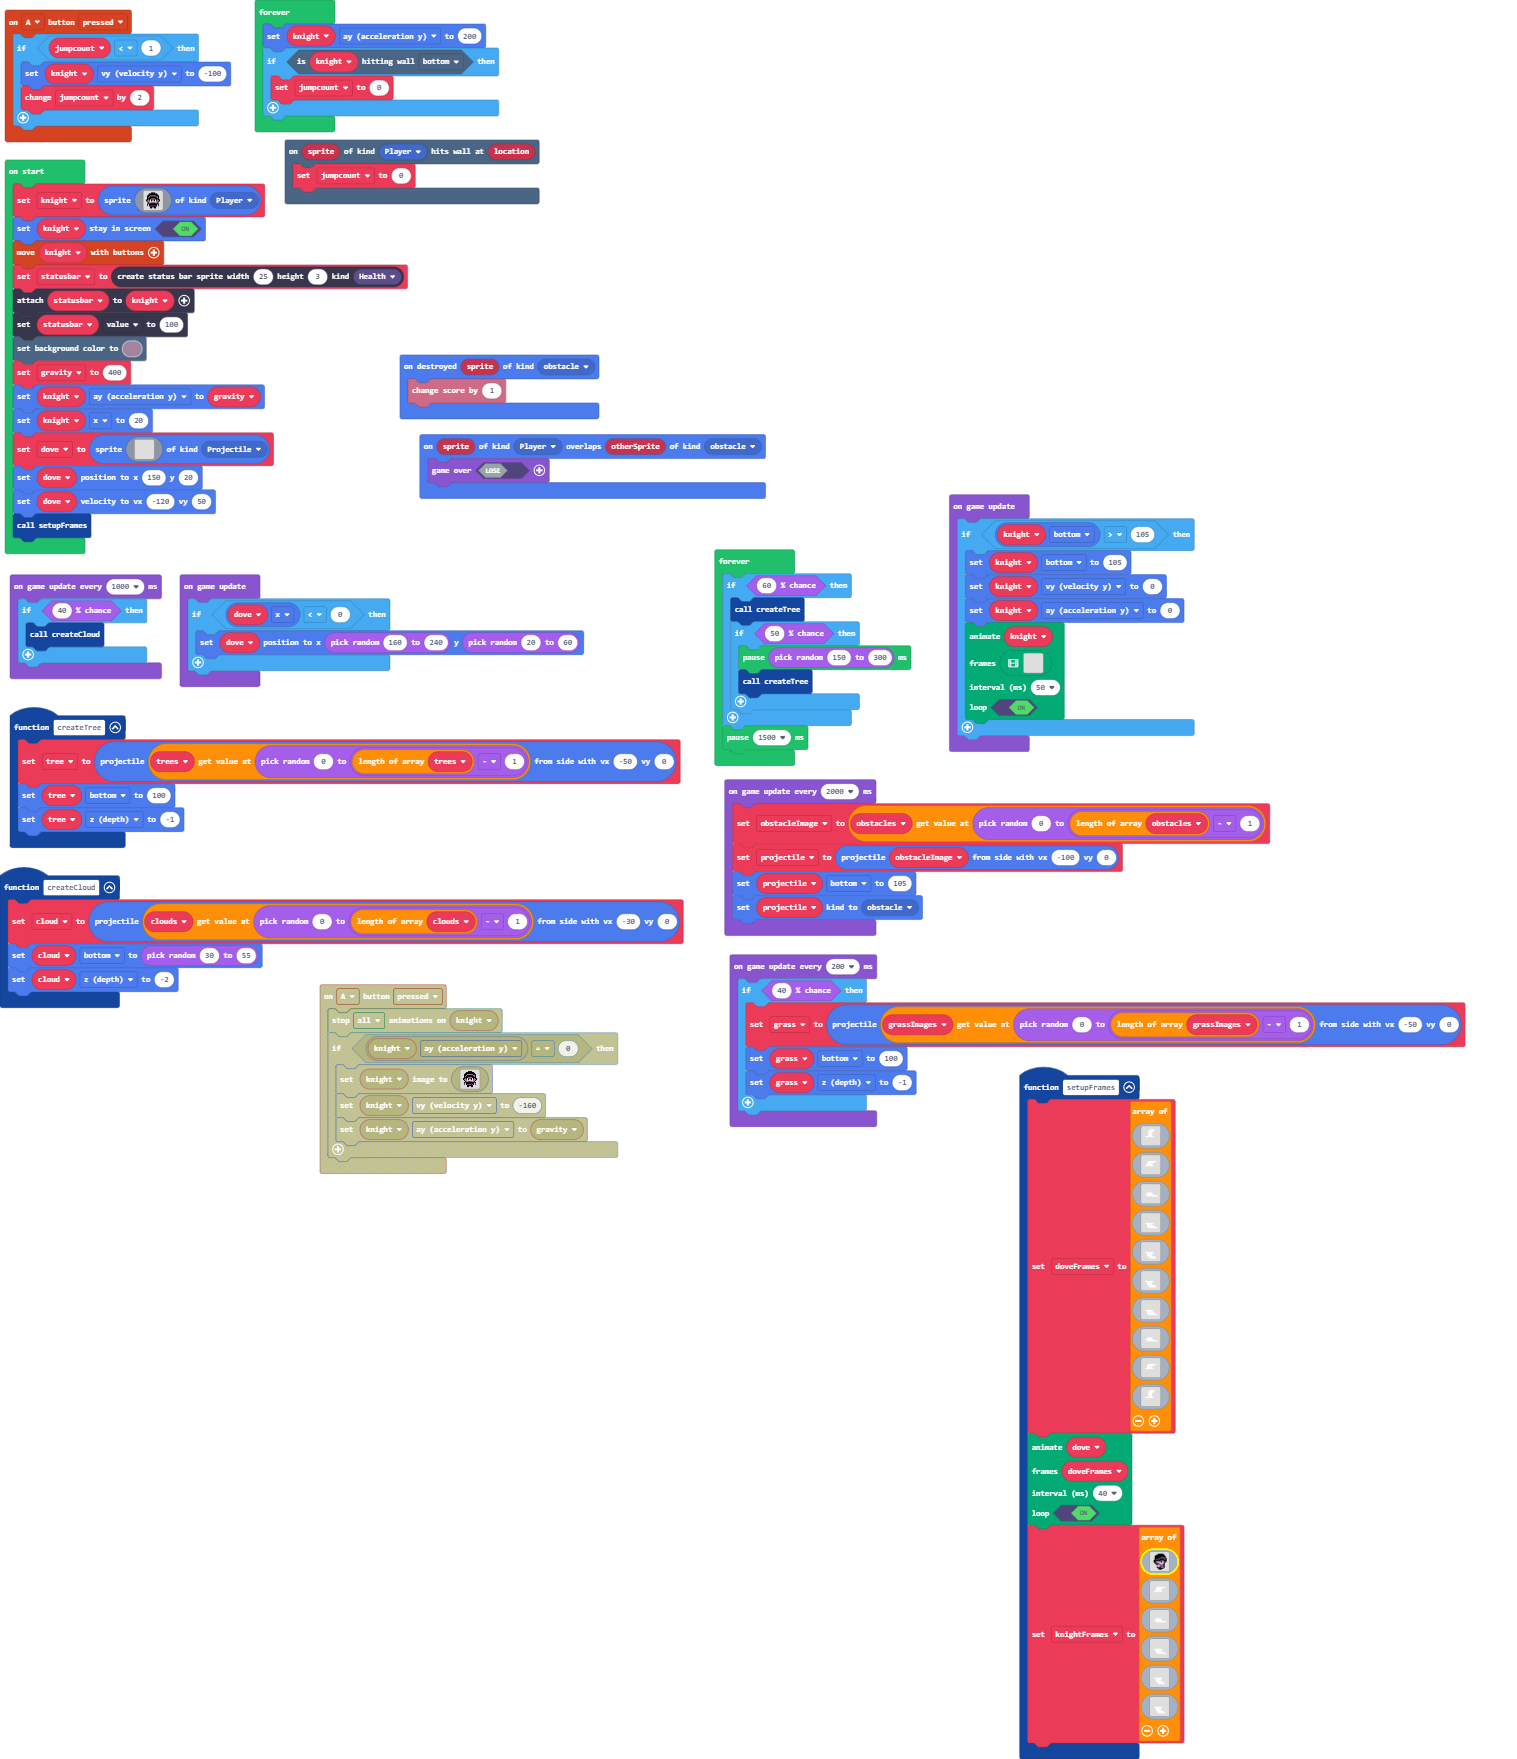 on A button pressed
if jumpcount < 1 then
set knight vy (velocity y) to -100
change jumpcount by 2
forever
set knight ay (acceleration y) to 200
if is knight hitting wall bottom then
set jumpcount to 0
on sprite of kind Player hits wall at location
set jumpcount to 0
on start
set knight to sprite of kind Player
set knight stay in screen ON
move knight with buttons
set statusbar to create status bar sprite width 25 height 3 kind Health
attach statusbar to knight
set statusbar value to 100
set background color to
set gravity to 400
set knight ay (acceleration y) to gravity
set knight x to 20
set dove to sprite of kind Projectile
set dove position to x 150 y 20
set dove velocity to vx -120 vy 50
call setupFrames
on destroyed sprite of kind obstacle
change score by 1
on sprite of kind Player overlaps otherSprite of kind obstacle
game over LOSE
on game update every 1000 ms
if 40 % chance then
call createCloud
on game update
if dove x < 0 then
set dove position to x pick random 160 to 240 y pick random 20 to 60
forever
if 60 % chance then
call createTree
if 50 % chance then
pause pick random 150 to 300 ms
call createTree
pause 1500 ms
on game update
if knight bottom > 105 then
set knight bottom to 105
set knight vy (velocity y) to 0
set knight ay (acceleration y) to 0
animate knight
frames
interval (ms) 50
loop ON
function createTree
set tree to projectile trees get value at pick random 0 to length of array trees - 1 from side with vx -50 vy 0
set tree bottom to 100
set tree z (depth) to -1
function createCloud
set cloud to projectile clouds get value at pick random 0 to length of array clouds - 1 from side with vx -30 vy 0
set cloud bottom to pick random 30 to 55
set cloud z (depth) to -2
on game update every 2000 ms
set obstacleImage to obstacles get value at pick random 0 to length of array obstacles - 1
set projectile to projectile obstacleImage from side with vx -100 vy 0
set projectile bottom to 105
set projectile kind to obstacle
on game update every 200 ms
if 40 % chance then
set grass to projectile grassImages get value at pick random 0 to length of array grassImages - 1 from side with vx -50 vy 0
set grass bottom to 100
set grass z (depth) to -1
on A button pressed
stop all animations on knight
if knight ay (acceleration y) = 0 then
set knight image to
set knight vy (velocity y) to -160
set knight ay (acceleration y) to gravity
function setupFrames
array of
set doveFrames to
animate dove
frames doveFrames
interval (ms) 40
loop ON
array of
set knightFrames to